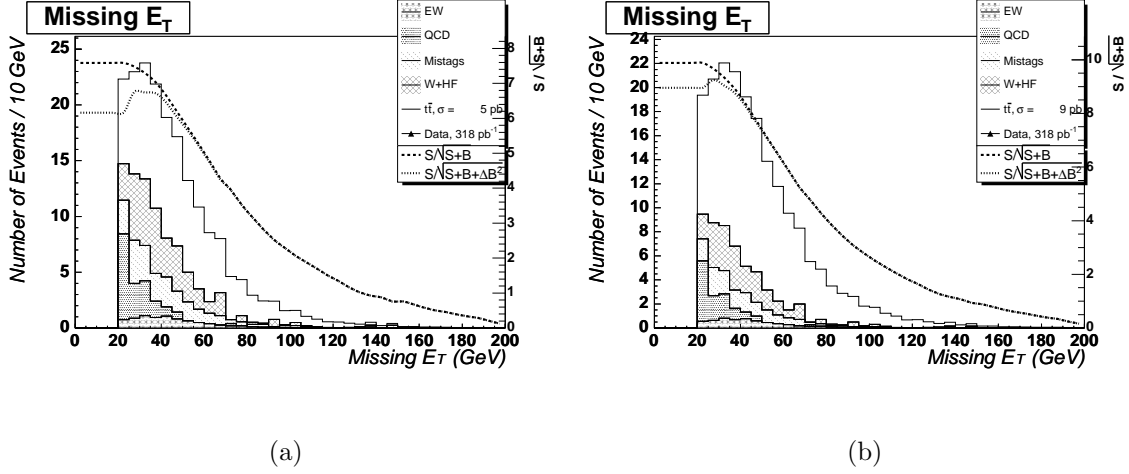 Missing E_T
Number of Events / 10 GeV
25
20
15
10
5
0
0 20 40 60 80 100 120 140 160 180 200
Missing E_T (GeV)
EW
QCD
Mistags
W+HF
tt̄, σ = 5 pb
Data, 318 pb⁻¹
S/√S+B
S/√S+B+ΔB²
8
7
6
5
4
3
2
1
0
S / √S+B
(a)
Missing E_T
Number of Events / 10 GeV
24
22
20
18
16
14
12
10
8
6
4
2
0
0 20 40 60 80 100 120 140 160 180 200
Missing E_T (GeV)
EW
QCD
Mistags
W+HF
tt̄, σ = 9 pb
Data, 318 pb⁻¹
S/√S+B
S/√S+B+ΔB²
10
8
6
4
2
0
S / √S+B
(b)